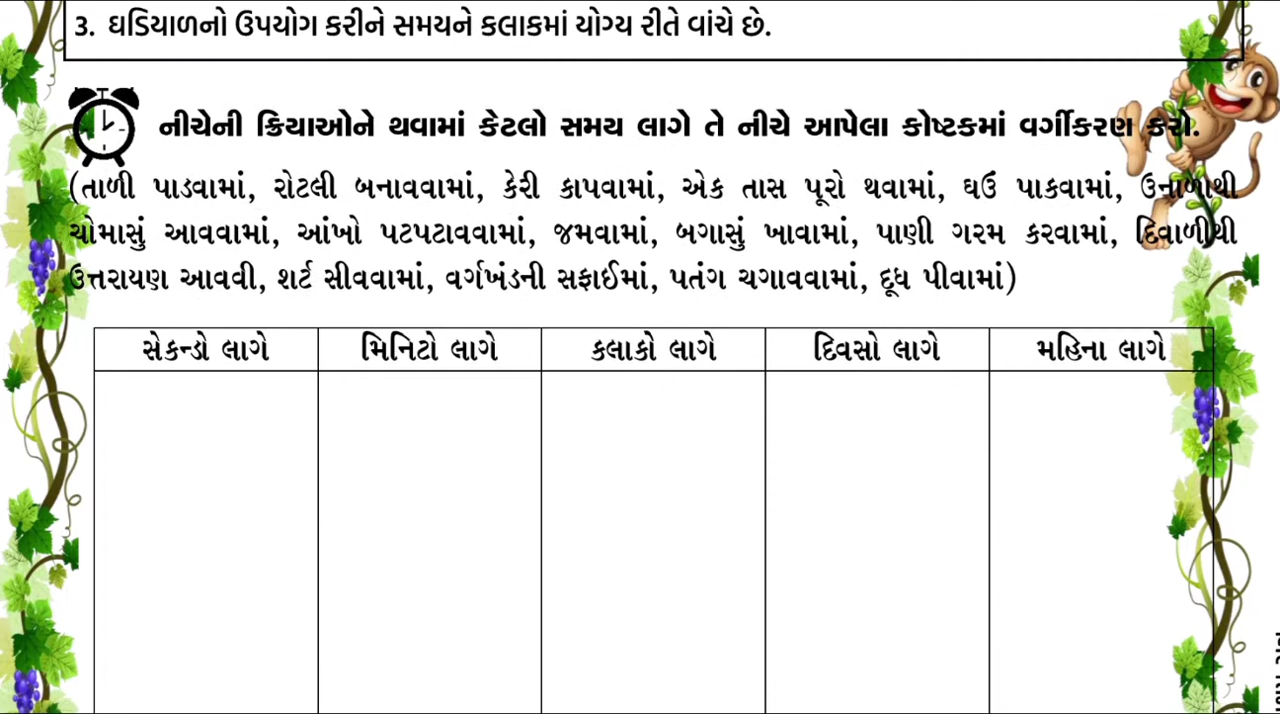 3. ઘડિયાળનો ઉપયોગ કરીને સમયને કલાકમાં યોગ્ય રીતે વાંચે છે.
નીચેની ક્રિયાઓને થવામાં કેટલો સમય લાગે તે નીચે આપેલા કોષ્ટકમાં વર્ગીકરણ કરો.
(તાળી પાડવામાં, રોટલી બનાવવામાં, કેરી કાપવામાં, એક તાસ પૂરો થવામાં, ઘઉં પાકવામાં, ઉનાળાથી
ચોમાસું આવવામાં, આંખો પટપટાવવામાં, જમવામાં, બગાસું ખાવામાં, પાણી ગરમ કરવામાં, દિવાળીથી
ઉત્તરાયણ આવવી, શર્ટ સીવવામાં, વર્ગખંડની સફાઈમાં, પતંગ ચગાવવામાં, દૂધ પીવામાં)
સેકન્ડો લાગે મિનિટો લાગે કલાકો લાગે દિવસો લાગે મહિના લાગે